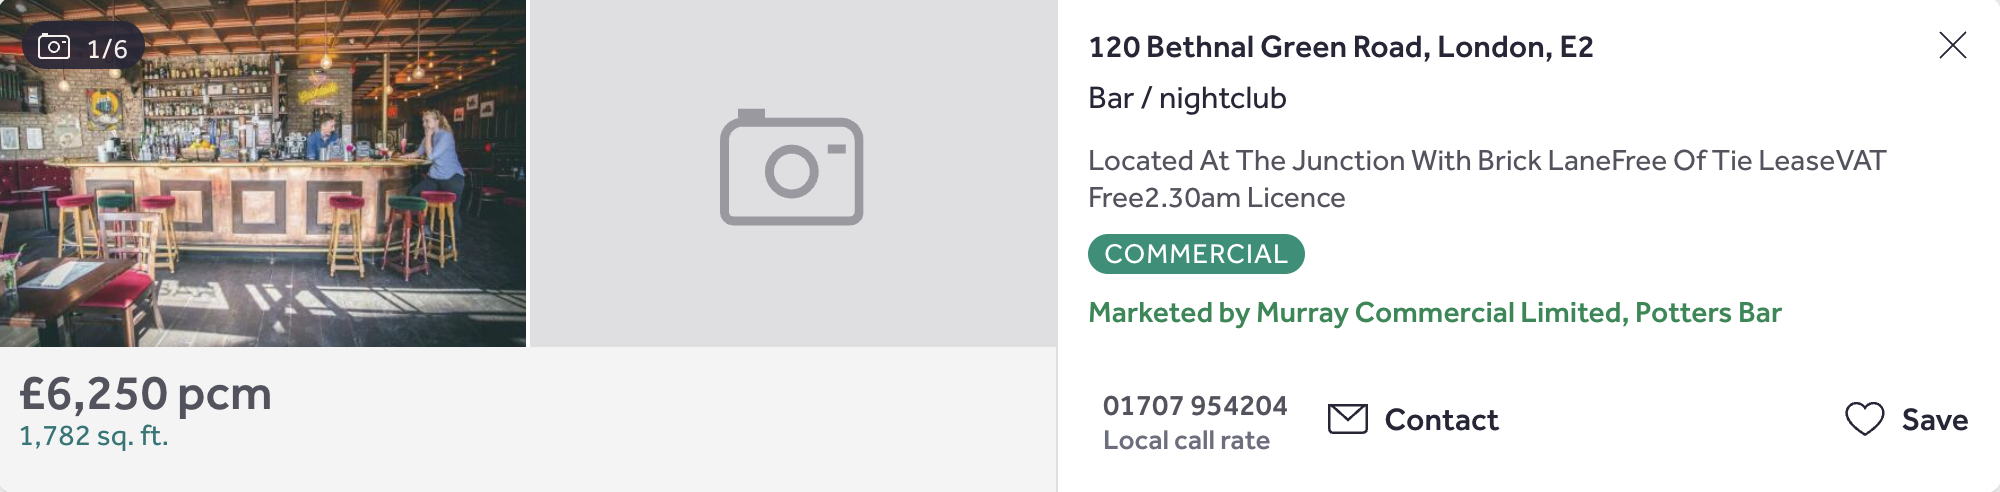 1/6
£6,250 pcm
1,782 sq. ft.
120 Bethnal Green Road, London, E2
Bar / nightclub
Located At The Junction With Brick LaneFree Of Tie LeaseVAT
Free2.30am Licence
COMMERCIAL
Marketed by Murray Commercial Limited, Potters Bar
01707 954204
Local call rate
Contact
Save